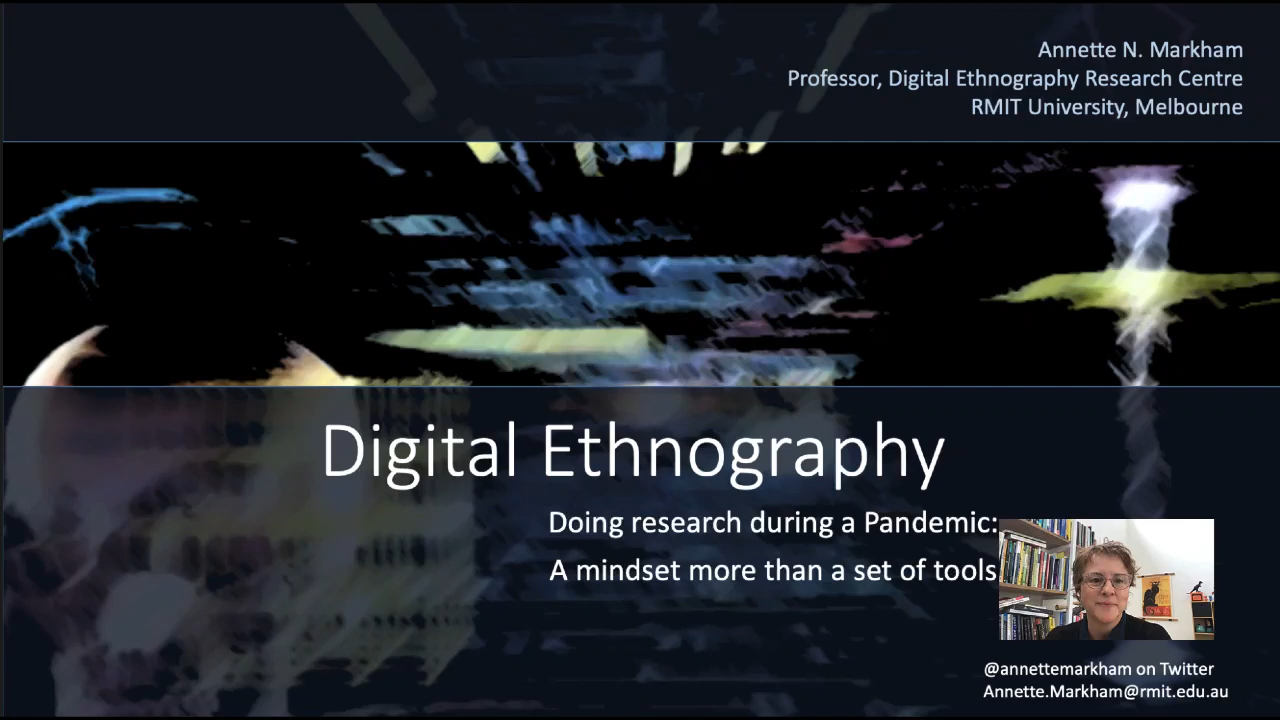 Annette N. Markham
Professor, Digital Ethnography Research Centre
RMIT University, Melbourne
Digital Ethnography
Doing research during a Pandemic:
A mindset more than a set of tools
@annettemarkham on Twitter
Annette.Markham@rmit.edu.au